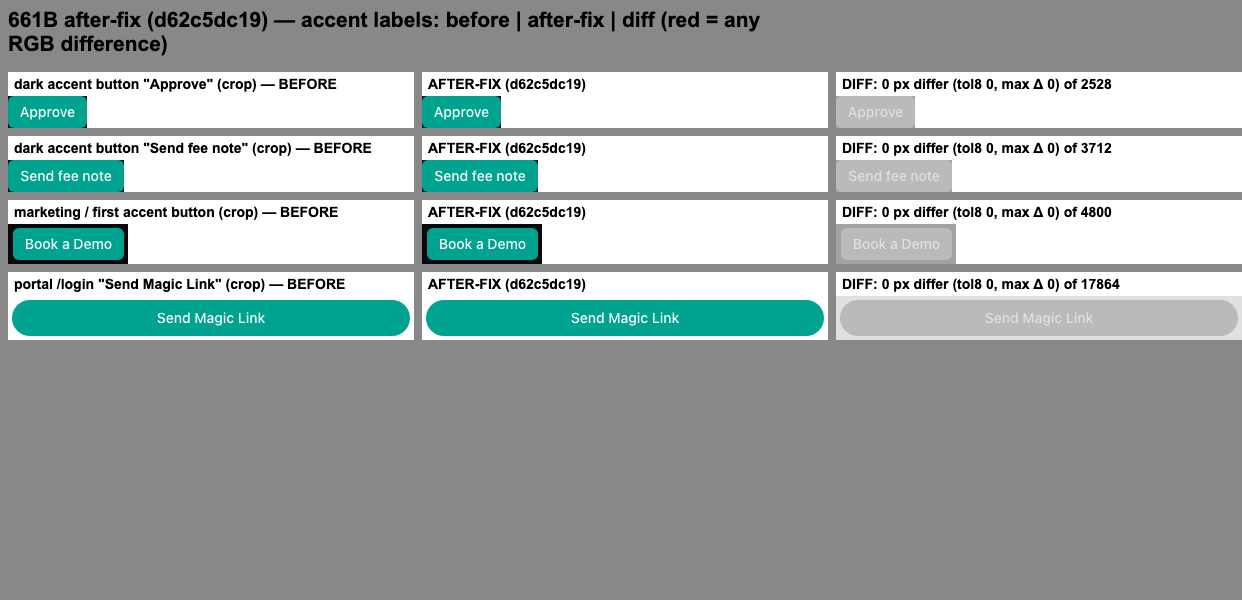 661B after-fix (d62c5dc19) — accent labels: before | after-fix | diff (red = any
RGB difference)
dark accent button "Approve" (crop) — BEFORE
AFTER-FIX (d62c5dc19)
DIFF: 0 px differ (tol8 0, max Δ 0) of 2528
Approve
Approve
Approve
dark accent button "Send fee note" (crop) — BEFORE
AFTER-FIX (d62c5dc19)
DIFF: 0 px differ (tol8 0, max Δ 0) of 3712
Send fee note
Send fee note
Send fee note
marketing / first accent button (crop) — BEFORE
AFTER-FIX (d62c5dc19)
DIFF: 0 px differ (tol8 0, max Δ 0) of 4800
Book a Demo
Book a Demo
Book a Demo
portal /login "Send Magic Link" (crop) — BEFORE
AFTER-FIX (d62c5dc19)
DIFF: 0 px differ (tol8 0, max Δ 0) of 17864
Send Magic Link
Send Magic Link
Send Magic Link